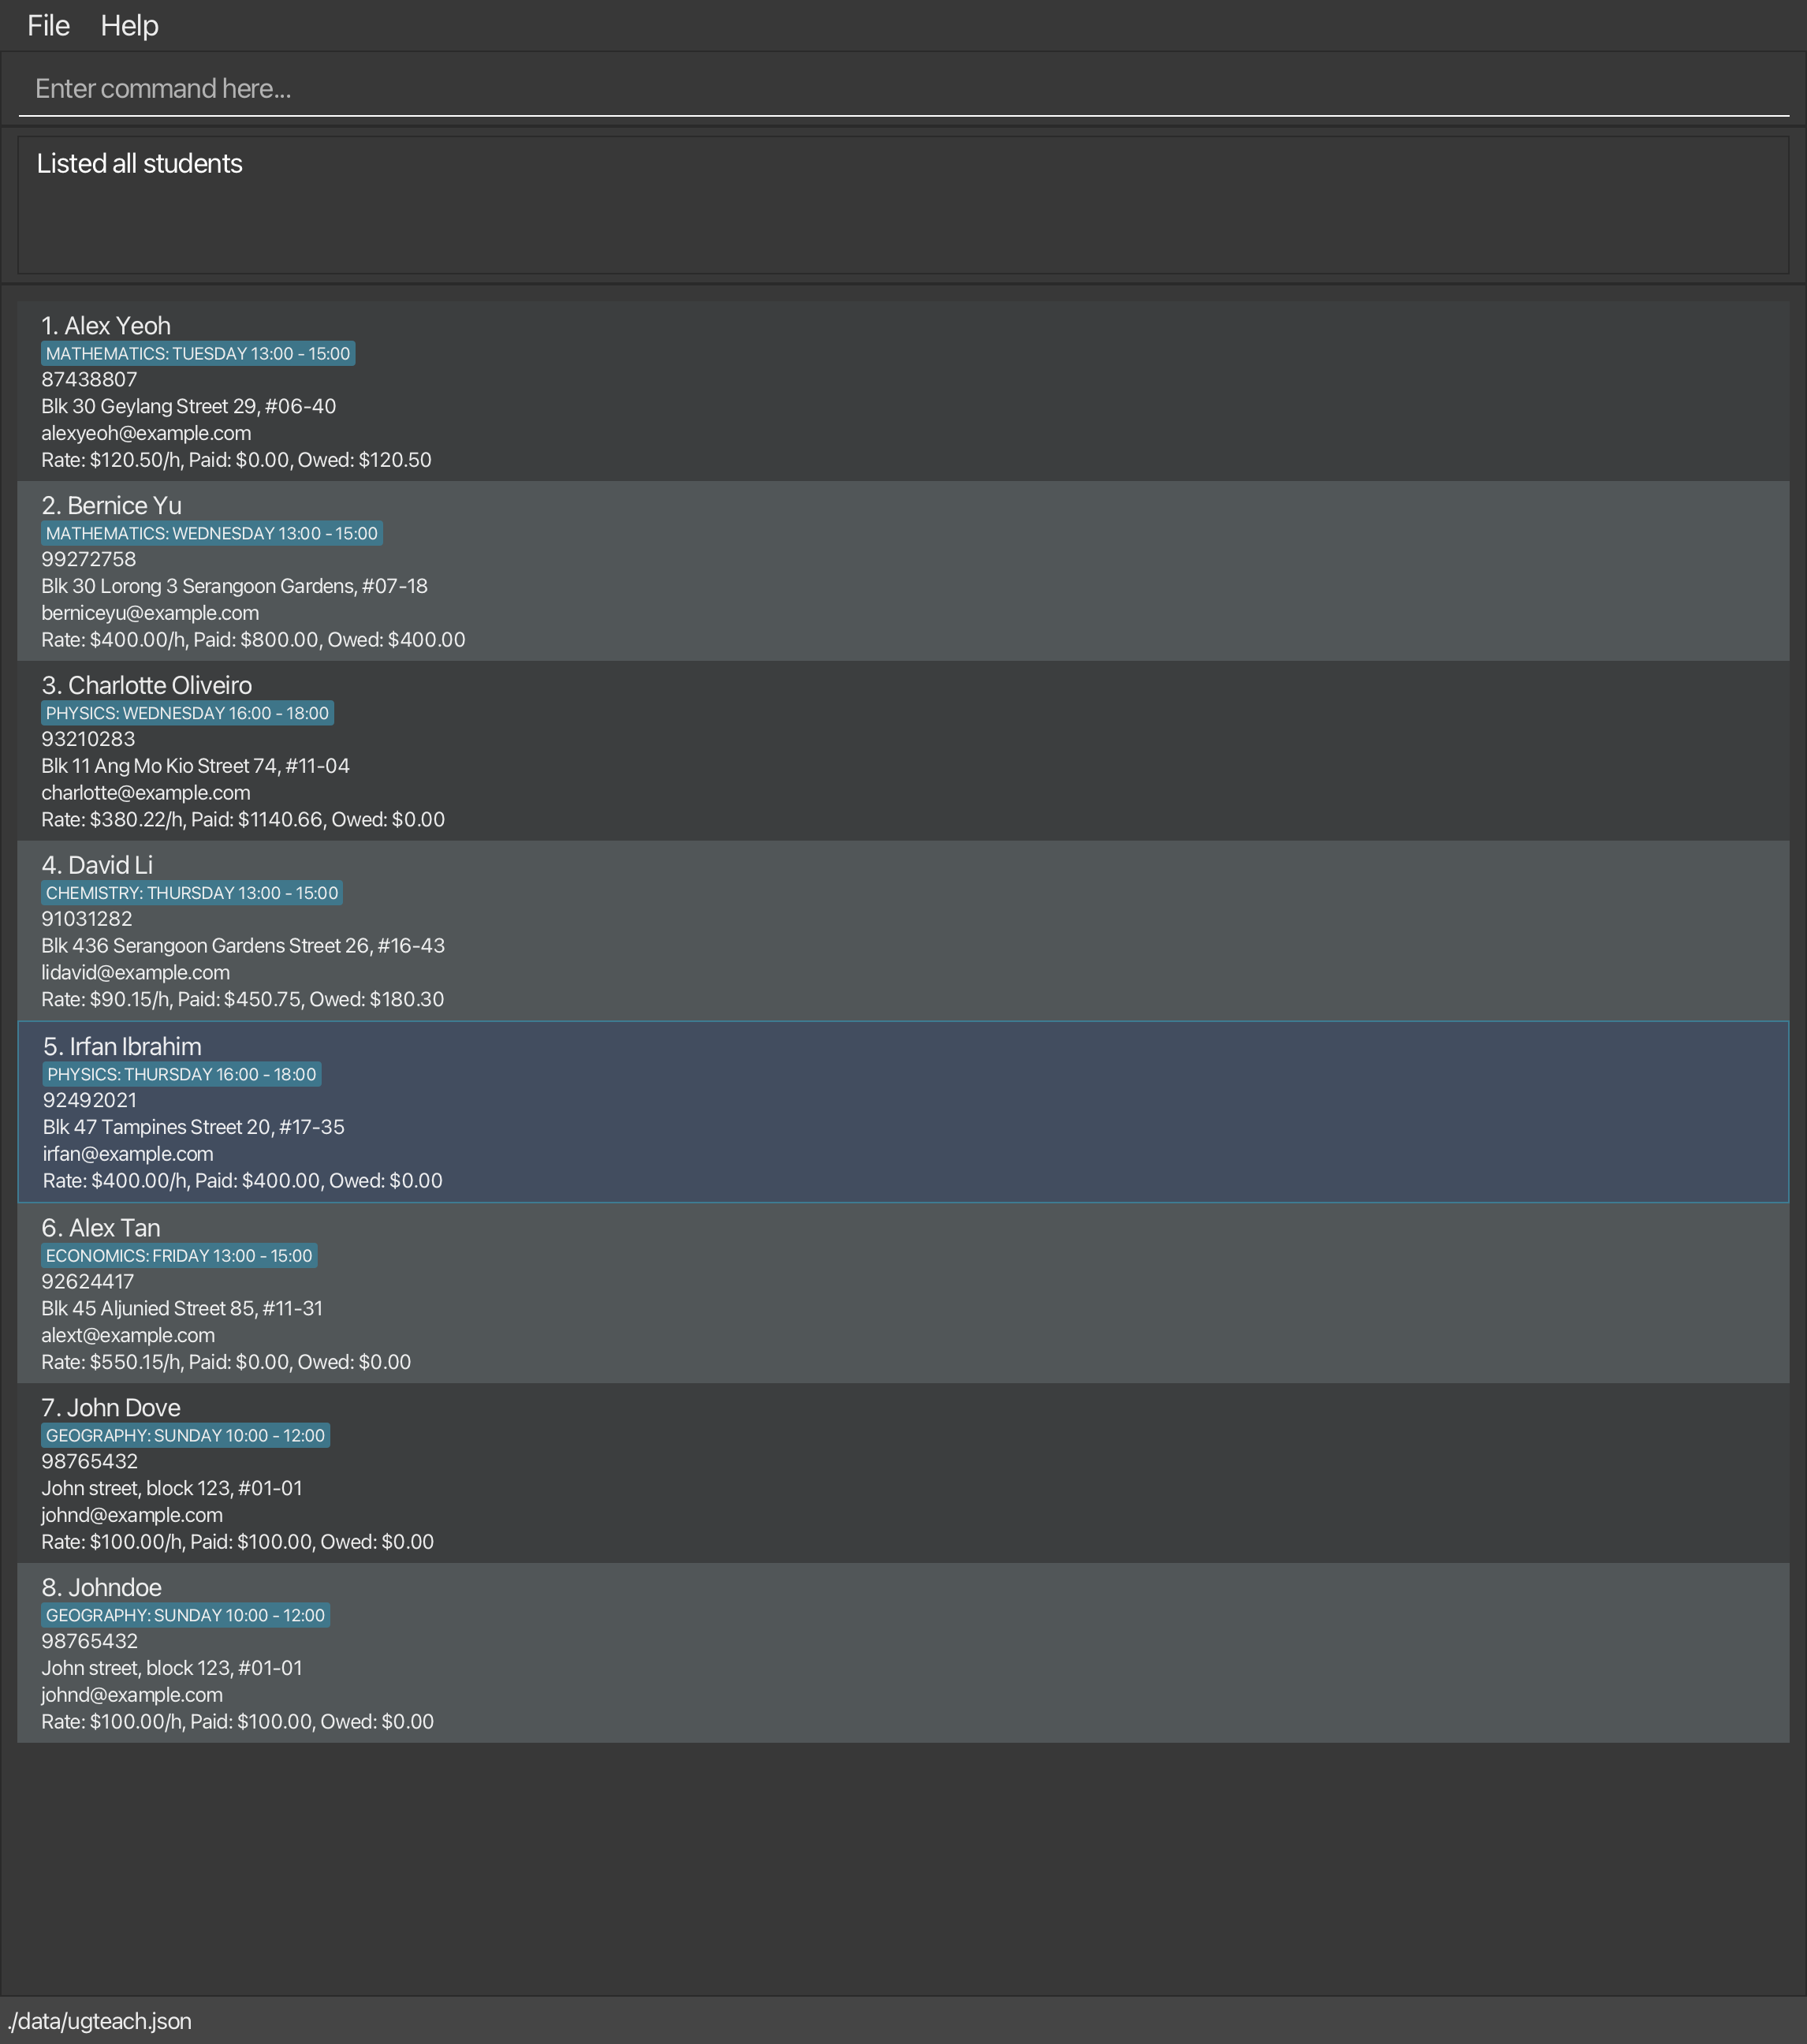 File Help
Enter command here...
Listed all students
1. Alex Yeoh
MATHEMATICS: TUESDAY 13:00 - 15:00
87438807
Blk 30 Geylang Street 29, #06-40
alexyeoh@example.com
Rate: $120.50/h, Paid: $0.00, Owed: $120.50
2. Bernice Yu
MATHEMATICS: WEDNESDAY 13:00 - 15:00
99272758
Blk 30 Lorong 3 Serangoon Gardens, #07-18
berniceyu@example.com
Rate: $400.00/h, Paid: $800.00, Owed: $400.00
3. Charlotte Oliveiro
PHYSICS: WEDNESDAY 16:00 - 18:00
93210283
Blk 11 Ang Mo Kio Street 74, #11-04
charlotte@example.com
Rate: $380.22/h, Paid: $1140.66, Owed: $0.00
4. David Li
CHEMISTRY: THURSDAY 13:00 - 15:00
91031282
Blk 436 Serangoon Gardens Street 26, #16-43
lidavid@example.com
Rate: $90.15/h, Paid: $450.75, Owed: $180.30
5. Irfan Ibrahim
PHYSICS: THURSDAY 16:00 - 18:00
92492021
Blk 47 Tampines Street 20, #17-35
irfan@example.com
Rate: $400.00/h, Paid: $400.00, Owed: $0.00
6. Alex Tan
ECONOMICS: FRIDAY 13:00 - 15:00
92624417
Blk 45 Aljunied Street 85, #11-31
alext@example.com
Rate: $550.15/h, Paid: $0.00, Owed: $0.00
7. John Dove
GEOGRAPHY: SUNDAY 10:00 - 12:00
98765432
John street, block 123, #01-01
johnd@example.com
Rate: $100.00/h, Paid: $100.00, Owed: $0.00
8. Johndoe
GEOGRAPHY: SUNDAY 10:00 - 12:00
98765432
John street, block 123, #01-01
johnd@example.com
Rate: $100.00/h, Paid: $100.00, Owed: $0.00
./data/ugteach.json